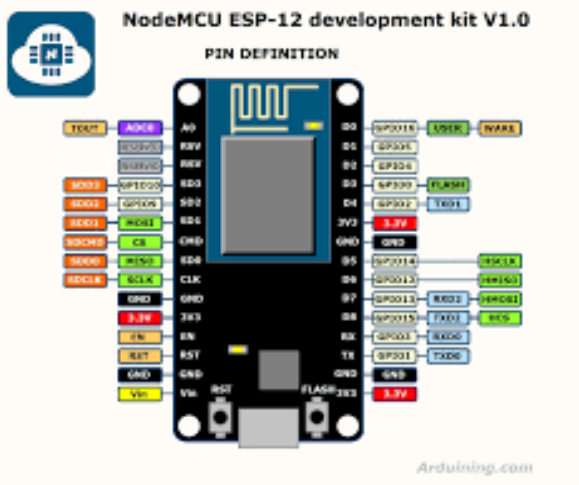 NodeMCU ESP-12 development kit V1.0
PIN DEFINITION
TOUT ADC0 A0 D0 GPIO16 USER WAKE
RSV D1 GPIO5
RSV D2 GPIO4
SDD3 GPIO10 SD3 D3 GPIO0 FLASH
SDD2 GPIO9 SD2 D4 GPIO2 TXD1
SDD1 MOSI SD1 3V3 3.3V
SDCMD CS CMD GND GND
SDD0 MISO SD0 D5 GPIO14 HSCLK
SDCLK SCLK CLK D6 GPIO12 HMISO
GND GND D7 GPIO13 RXD2 HMOSI
3.3V 3V3 D8 GPIO15 TXD2 HCS
EN EN RX GPIO3 RXD0
RST RST TX GPIO1 TXD0
GND GND GND GND
Vin Vin RST FLASH 3V3 3.3V
Arduining.com